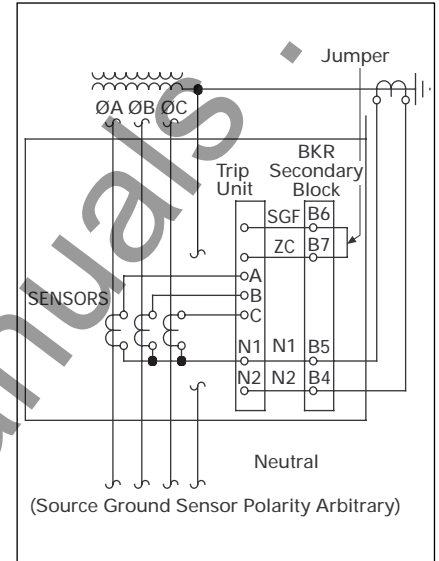 Jumper
ØA ØB ØC
BKR
Trip Secondary
Unit Block
SGF B6
ZC B7
A
B
SENSORS
C
N1 N1 B5
N2 N2 B4
Neutral
(Source Ground Sensor Polarity Arbitrary)